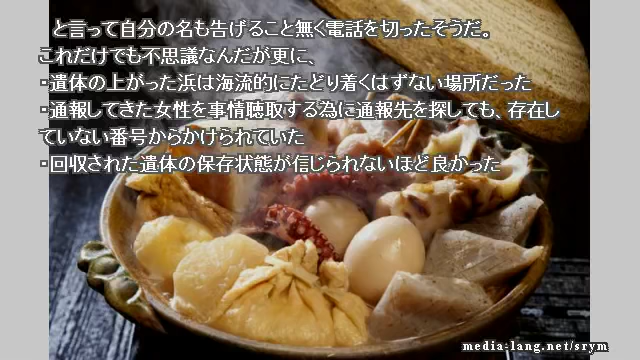 と言って自分の名も告げること無く電話を切ったそうだ。
これだけでも不思議なんだが更に、
・遺体の上がった浜は海流的にたどり着くはずない場所だった
・通報してきた女性を事情聴取する為に通報先を探しても、存在し
ていない番号からかけられていた
・回収された遺体の保存状態が信じられないほど良かった
media-lang.net/srym